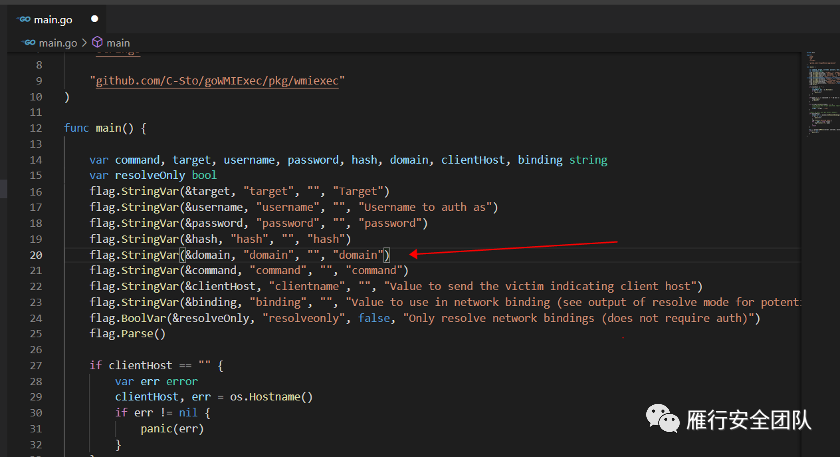 main.go
main.go > main
8
9 "github.com/C-Sto/goWMIExec/pkg/wmiexec"
10 )
11
12 func main() {
13
14 var command, target, username, password, hash, domain, clientHost, binding string
15 var resolveOnly bool
16 flag.StringVar(&target, "target", "", "Target")
17 flag.StringVar(&username, "username", "", "Username to auth as")
18 flag.StringVar(&password, "password", "", "password")
19 flag.StringVar(&hash, "hash", "", "hash")
20 flag.StringVar(&domain, "domain", "", "domain")
21 flag.StringVar(&command, "command", "", "command")
22 flag.StringVar(&clientHost, "clientname", "", "Value to send the victim indicating client host")
23 flag.StringVar(&binding, "binding", "", "Value to use in network binding (see output of resolve mode for potenti
24 flag.BoolVar(&resolveOnly, "resolveonly", false, "Only resolve network bindings (does not require auth)")
25 flag.Parse()
26
27 if clientHost == "" {
28 var err error
29 clientHost, err = os.Hostname()
30 if err != nil {
31 panic(err)
32 }
雁行安全团队